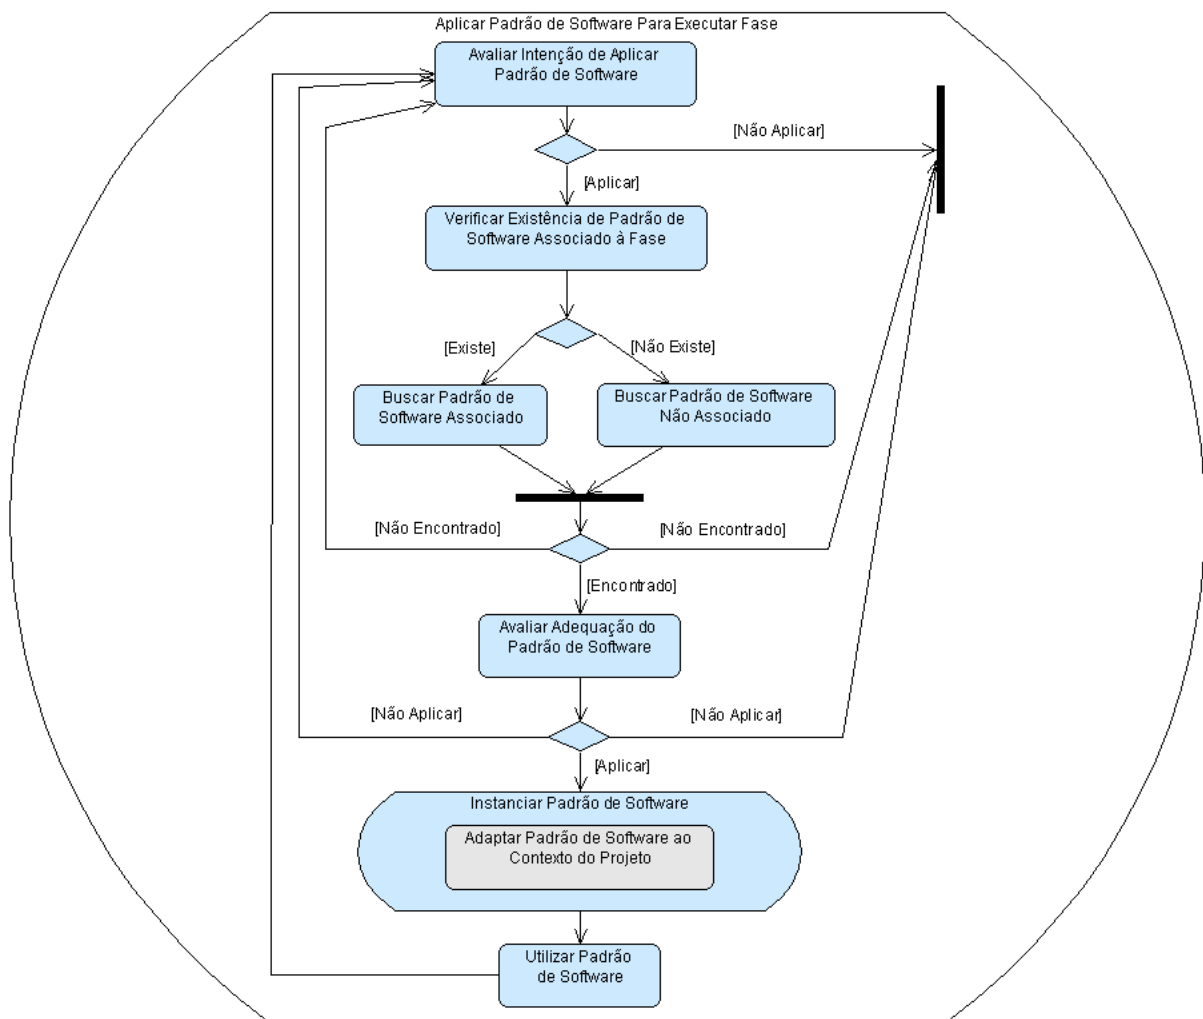 Aplicar Padrão de Software Para Executar Fase
Avaliar Intenção de Aplicar
Padrão de Software
[Não Aplicar]
[Aplicar]
Verificar Existência de Padrão de
Software Associado à Fase
[Existe]
[Não Existe]
Buscar Padrão de
Software Associado
Buscar Padrão de Software
Não Associado
[Não Encontrado]
[Não Encontrado]
[Encontrado]
Avaliar Adequação do
Padrão de Software
[Não Aplicar]
[Não Aplicar]
[Aplicar]
Instanciar Padrão de Software
Adaptar Padrão de Software ao
Contexto do Projeto
Utilizar Padrão
de Software